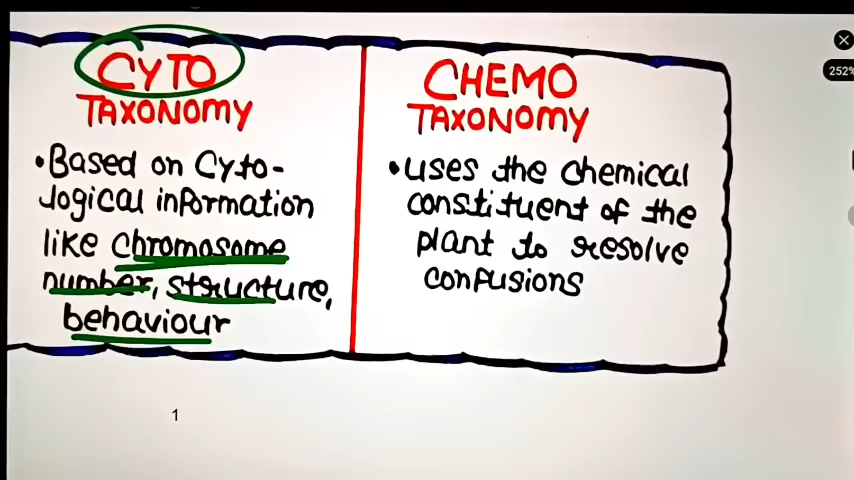 CYTO
TAXONOMY
•Based on Cyto-
logical information
like chromosome
number, structure,
behaviour
CHEMO
TAXONOMY
•uses the chemical
constituent of the
plant to resolve
confusions
252%
1